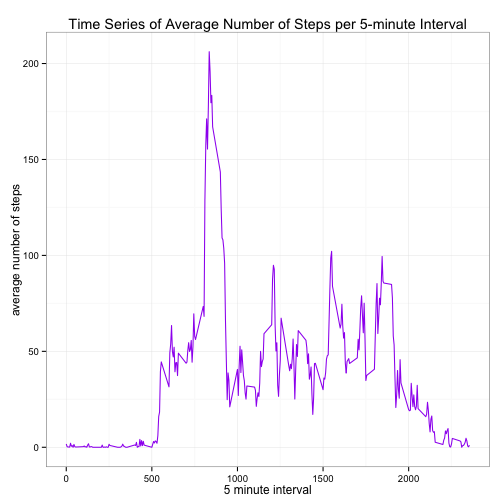 Time Series of Average Number of Steps per 5-minute Interval
average number of steps
200
150
100
50
0
0 500 1000 1500 2000
5 minute interval